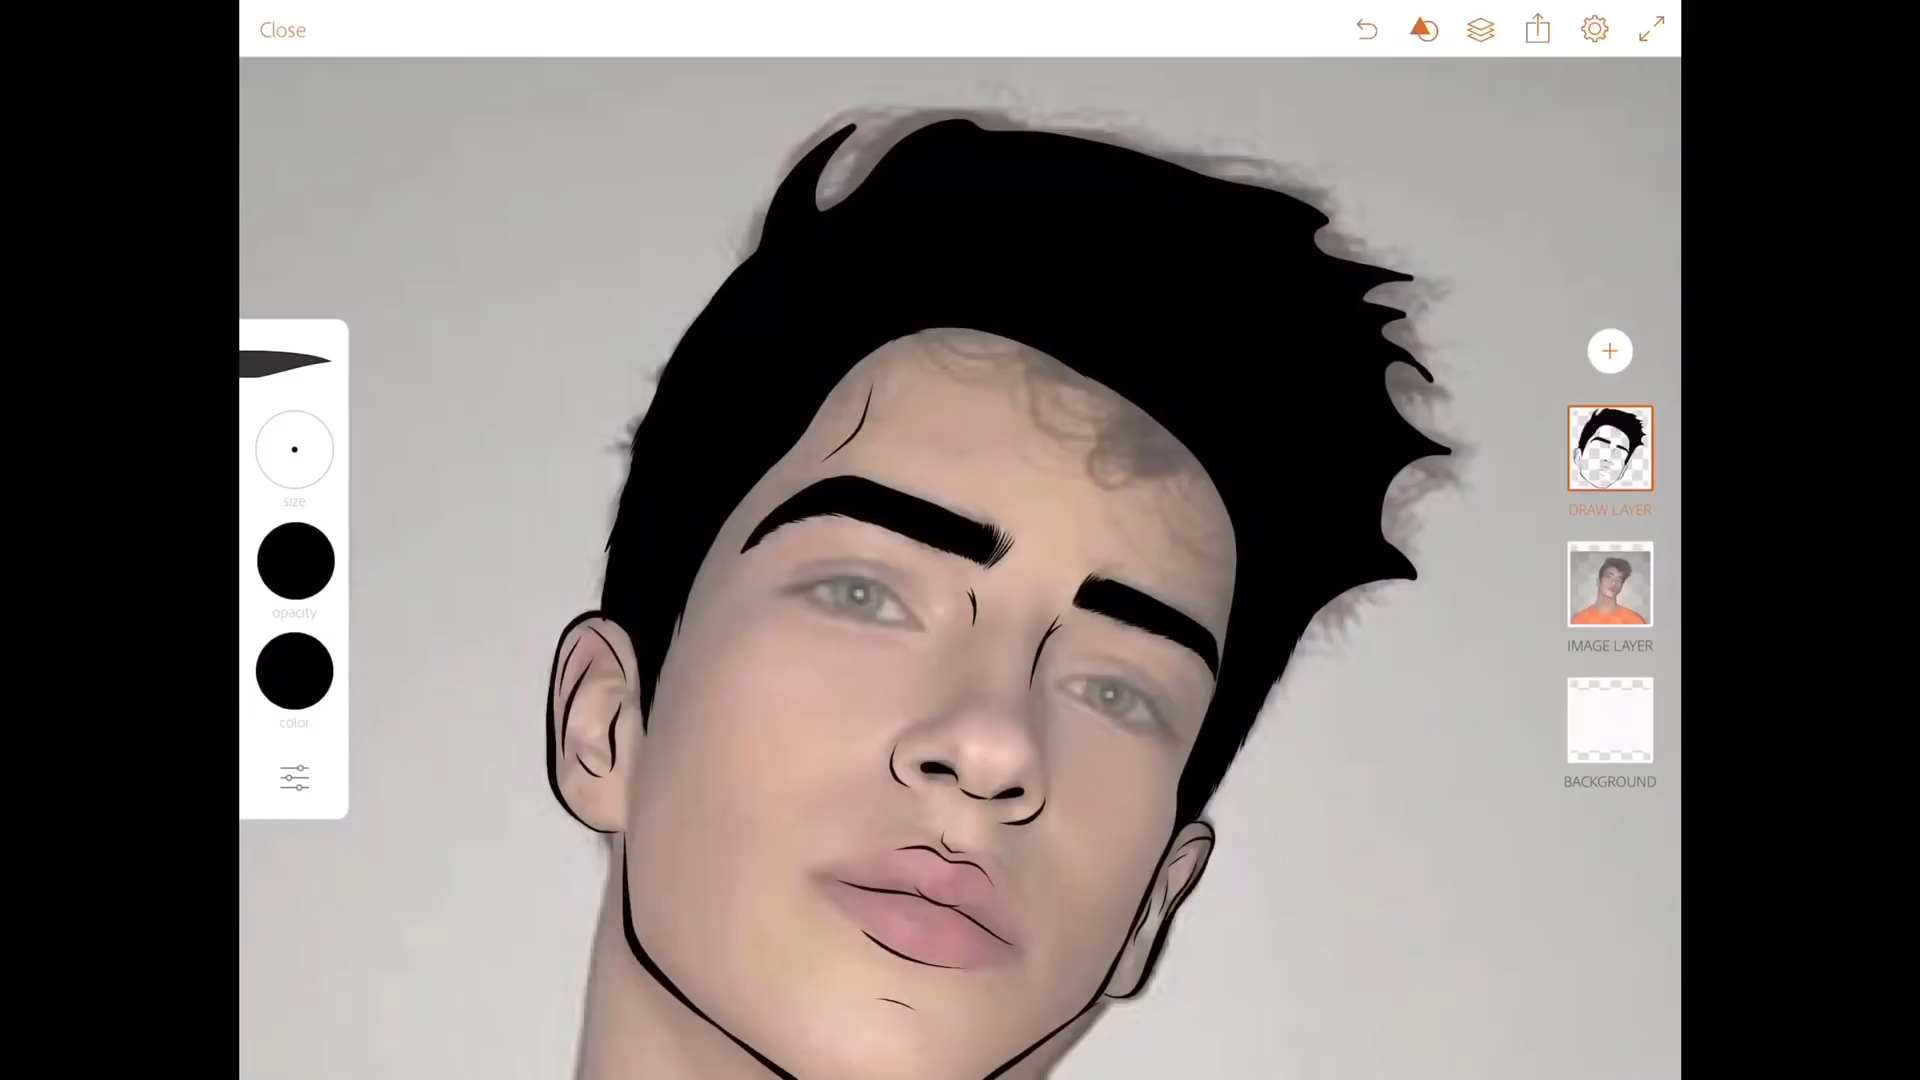 Close
size
opacity
color
DRAW LAYER
IMAGE LAYER
BACKGROUND